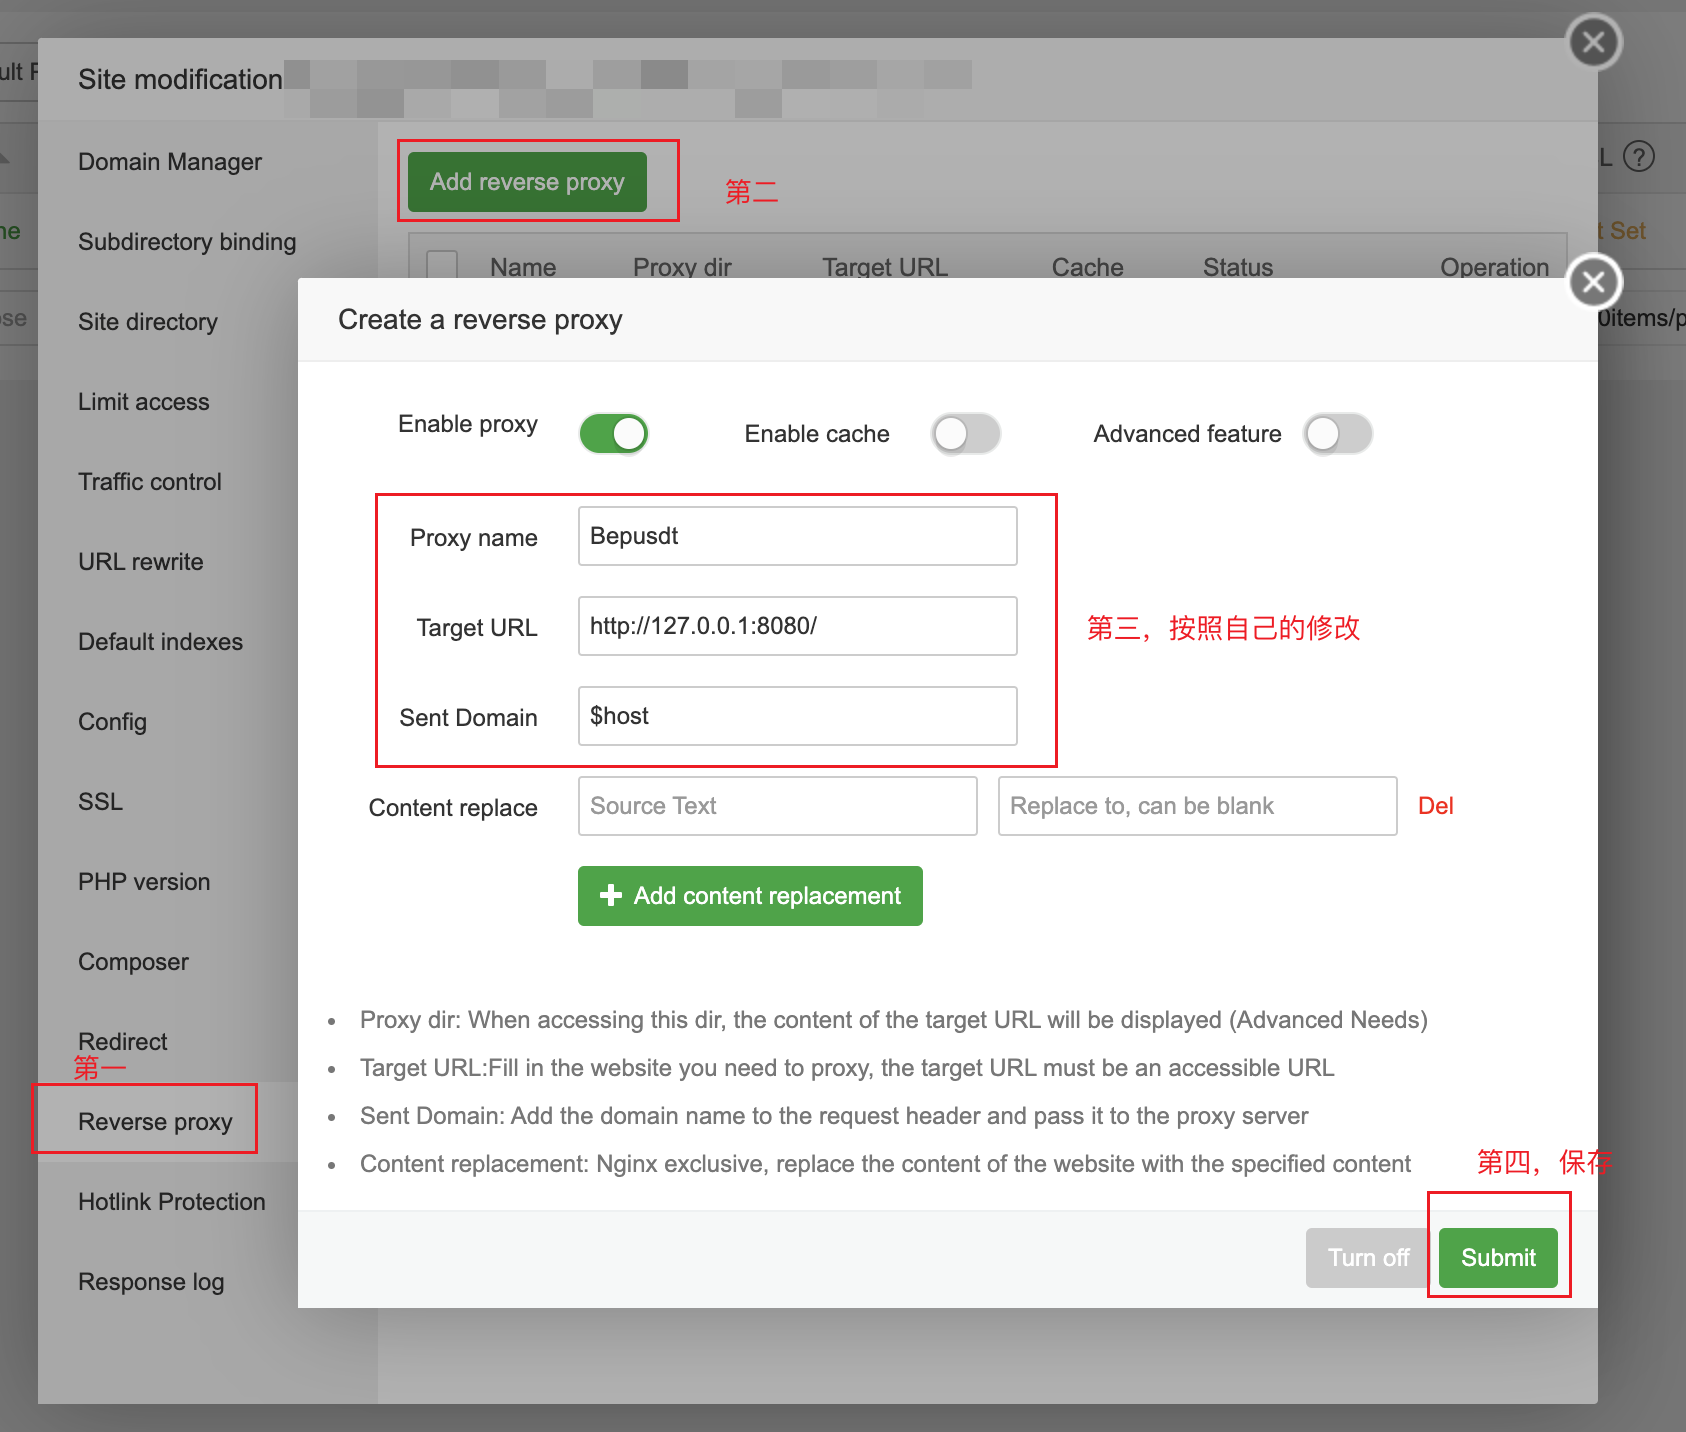 Site modification
ult F
Domain Manager
Add reverse proxy
第二
L ?
ne
Subdirectory binding
t Set
Name Proxy dir Target URL Cache Status Operation
Site directory
ose
Create a reverse proxy
0items/p
Limit access
Enable proxy
Enable cache
Advanced feature
Traffic control
Proxy name
Bepusdt
URL rewrite
Target URL
http://127.0.0.1:8080/
第三，按照自己的修改
Default indexes
Sent Domain
$host
Config
SSL
Content replace
Source Text
Replace to, can be blank
Del
PHP version
Add content replacement
Composer
Proxy dir: When accessing this dir, the content of the target URL will be displayed (Advanced Needs)
Redirect
第一
Target URL:Fill in the website you need to proxy, the target URL must be an accessible URL
Reverse proxy
Sent Domain: Add the domain name to the request header and pass it to the proxy server
Content replacement: Nginx exclusive, replace the content of the website with the specified content
第四，保存
Hotlink Protection
Turn off
Submit
Response log